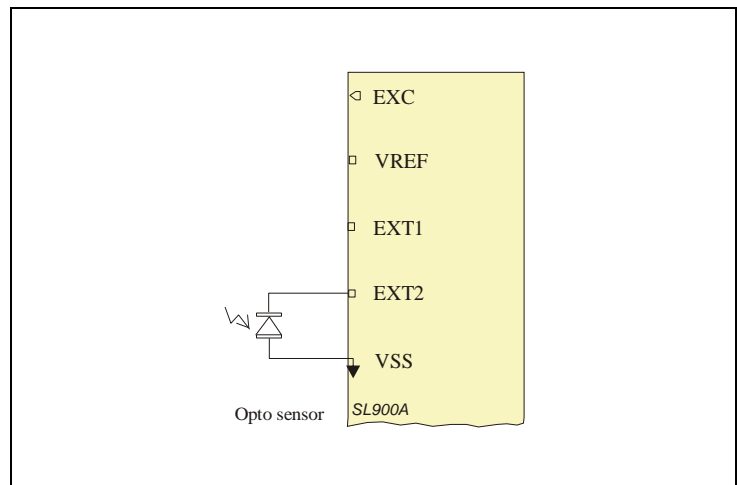 EXC
VREF
EXT1
EXT2
VSS
Opto sensor
SL900A